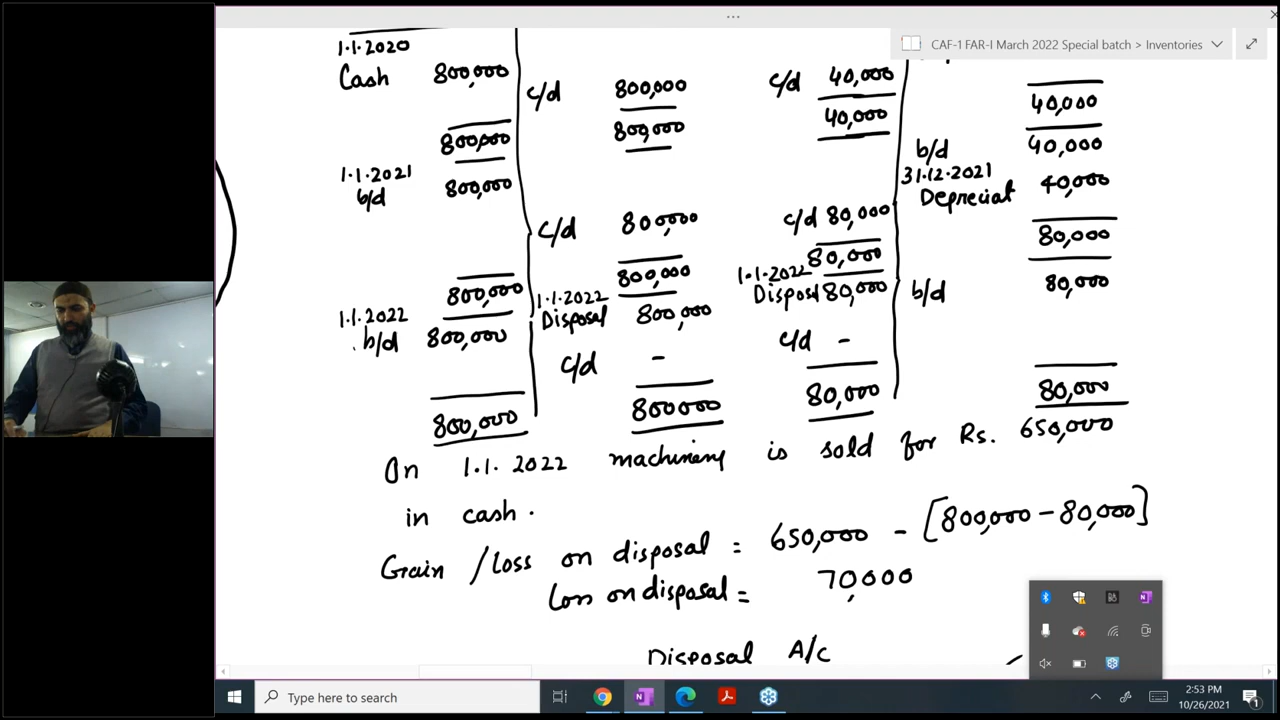 CAF-1 FAR-I March 2022 Special batch > Inventories
1.1.2020
Cash 800,000 c/d 800,000 c/d 40,000 40,000
800,000 800,000 40,000 b/d 40,000
1.1.2021 31.12.2021
b/d 800,000 Depreciat 40,000
c/d 800,000 c/d 80,000 80,000
800,000 800,000 80,000
1.1.2022 1.1.2022 1.1.2022
b/d 800,000 Disposal 800,000 Disposl 80,000 b/d 80,000
c/d - c/d -
800,000 800000 80,000 80,000
On 1.1.2022 machinery is sold for Rs. 650,000
in cash.
Grain /loss on disposal = 650,000 - [800,000 - 80,000]
Loss on disposal = 70,000
Disposal A/C
Type here to search
2:53 PM
10/26/2021